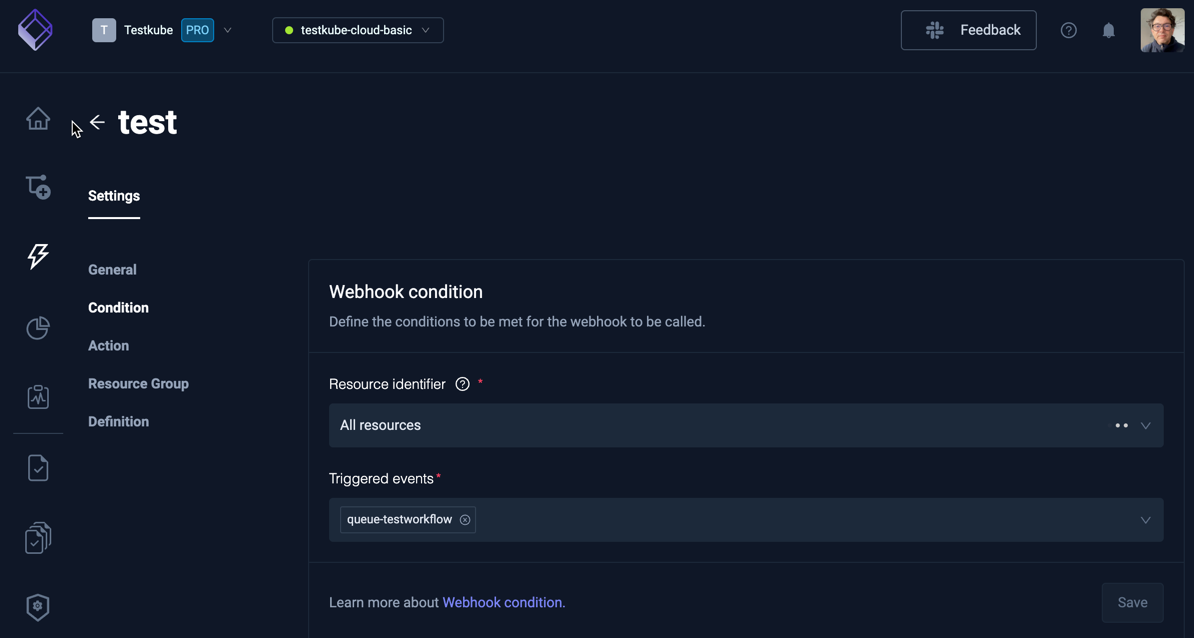 T Testkube PRO
testkube-cloud-basic
Feedback
test
Settings
General
Condition
Action
Resource Group
Definition
Webhook condition
Define the conditions to be met for the webhook to be called.
Resource identifier ? *
All resources
Triggered events *
queue-testworkflow
Learn more about Webhook condition.
Save